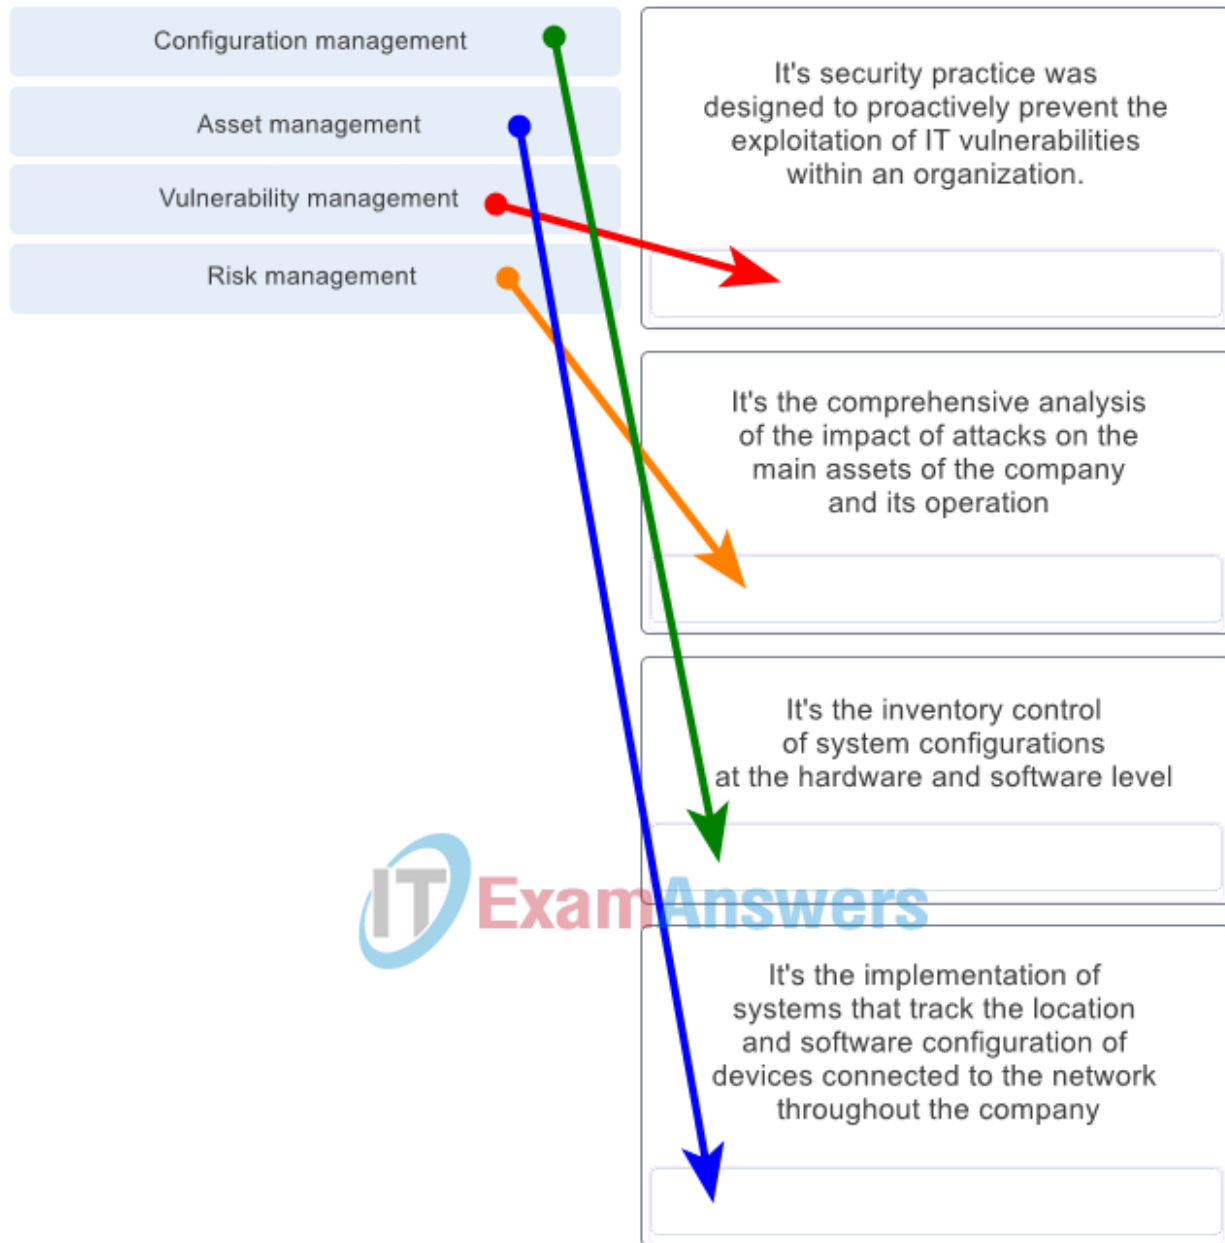 Configuration management
Asset management
Vulnerability management
Risk management
It's security practice was
designed to proactively prevent the
exploitation of IT vulnerabilities
within an organization.
It's the comprehensive analysis
of the impact of attacks on the
main assets of the company
and its operation
It's the inventory control
of system configurations
at the hardware and software level
IT ExamAnswers
It's the implementation of
systems that track the location
and software configuration of
devices connected to the network
throughout the company